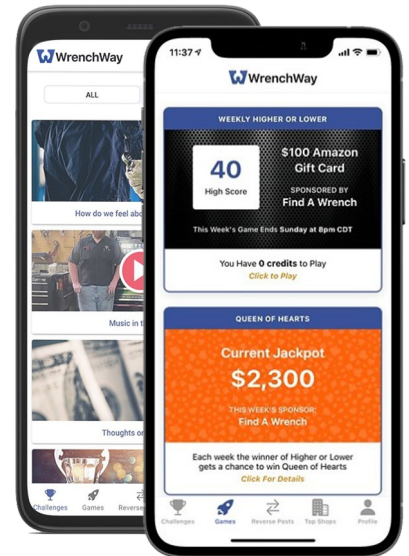 WrenchWay
ALL
How do we feel abo
Music in t
Thoughts on
Challenges
Games
Reverse
11:37
WrenchWay
WEEKLY HIGHER OR LOWER
40
High Score
$100 Amazon
Gift Card
SPONSORED BY
Find A Wrench
This Week's Game Ends Sunday at 8pm CDT
You Have 0 credits to Play
Click to Play
QUEEN OF HEARTS
Current Jackpot
$2,300
THIS WEEK'S SPONSOR:
Find A Wrench
Each week the winner of Higher or Lower
gets a chance to win Queen of Hearts
Click For Details
Challenges
Games
Reverse Posts
Top Shops
Profile